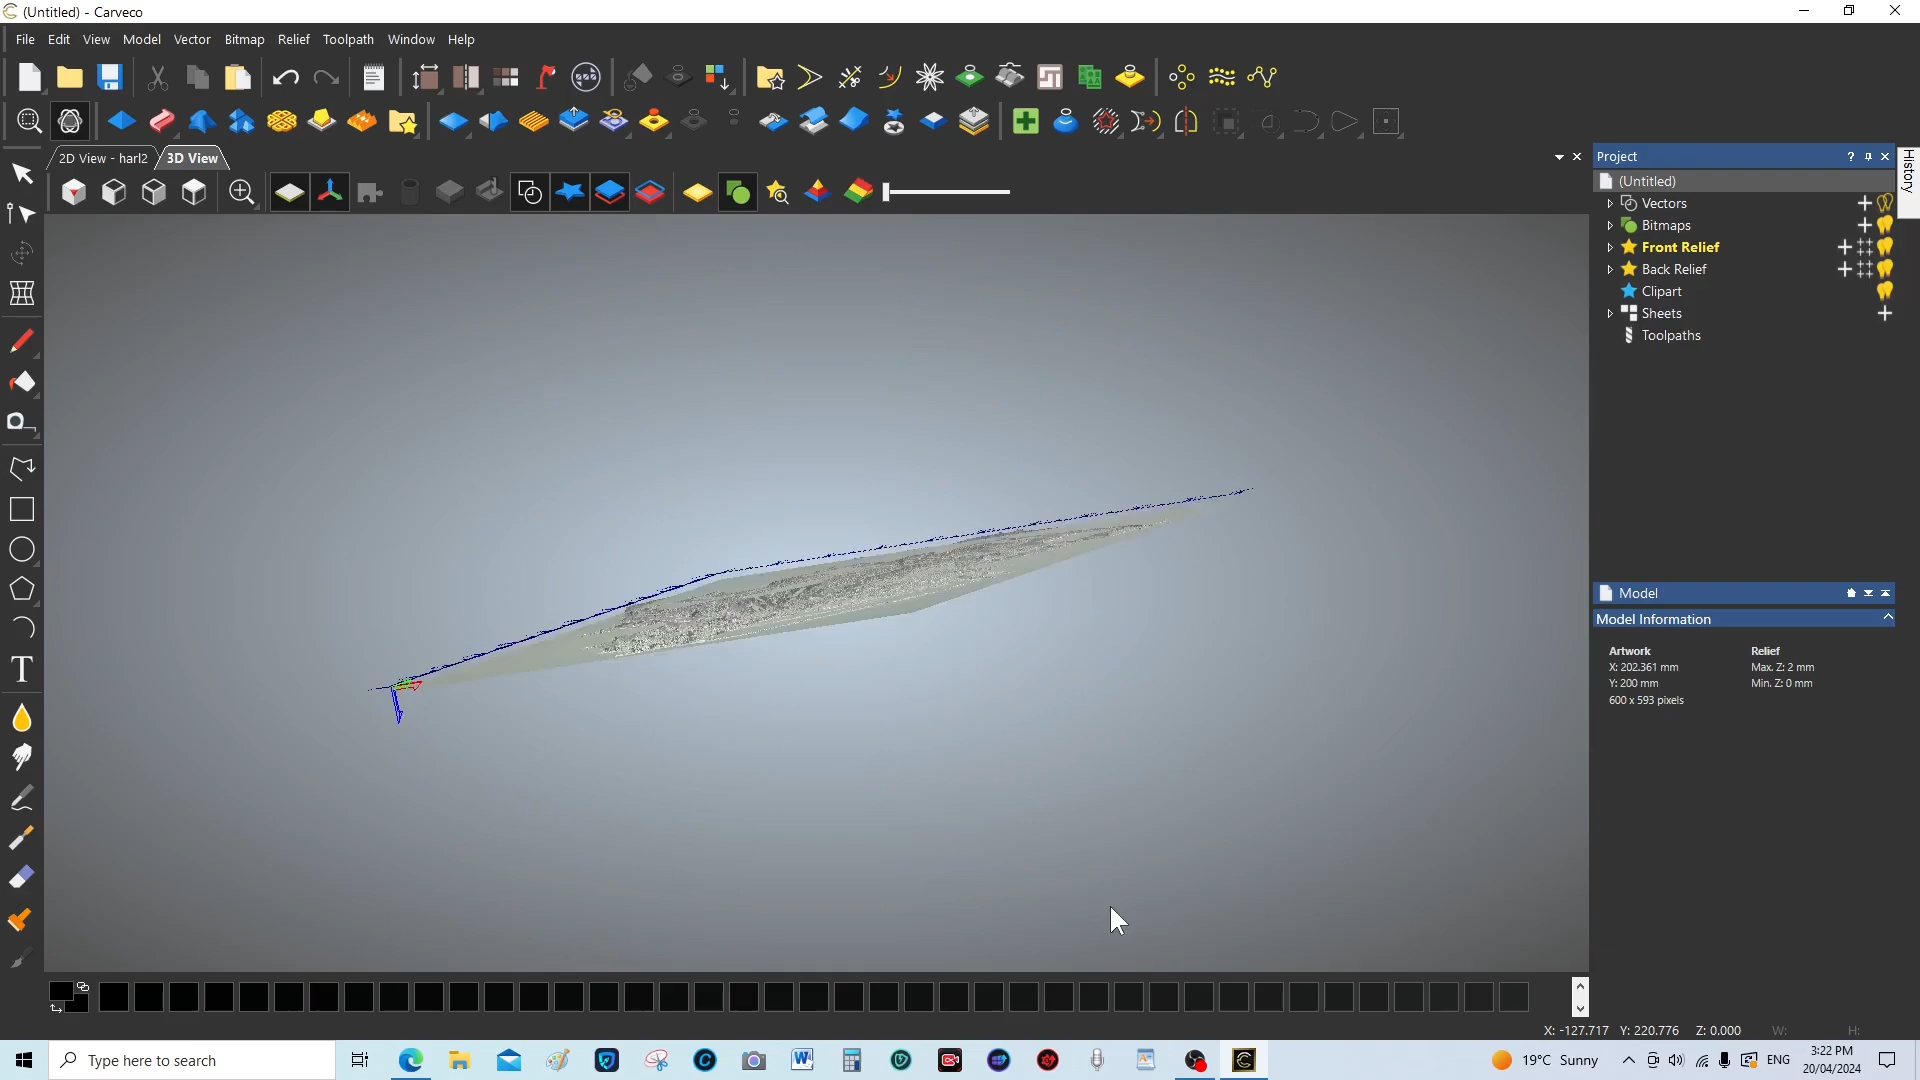 (Untitled) - Carveco
File Edit View Model Vector Bitmap Relief Toolpath Window Help
2D View - harl2 3D View
Project
History
(Untitled)
Vectors
Bitmaps
Front Relief
Back Relief
Clipart
Sheets
Toolpaths
Model
Model Information
Artwork Relief
X: 202.361 mm Max. Z: 2 mm
Y: 200 mm Min. Z: 0 mm
600 x 593 pixels
X: -127.717 Y: 220.776 Z: 0.000 W: H:
Type here to search
19°C Sunny
ENG
3:22 PM
20/04/2024